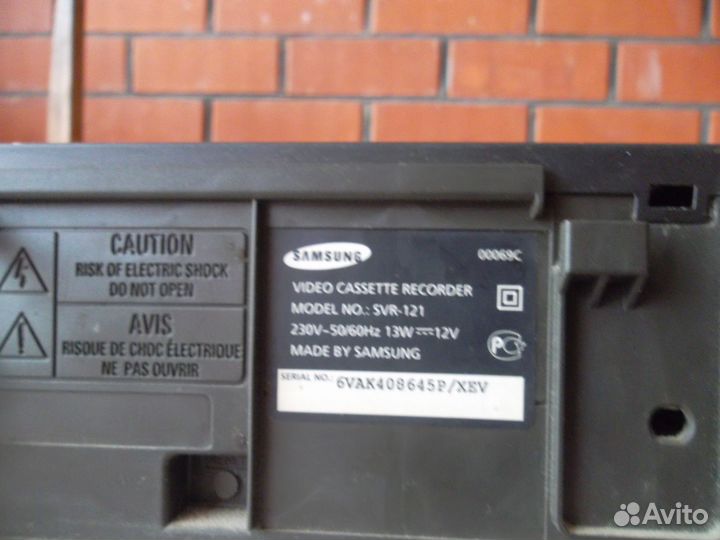 CAUTION
RISK OF ELECTRIC SHOCK
DO NOT OPEN
AVIS
RISQUE DE CHOC ÉLECTRIQUE
NE PAS OUVRIR
SAMSUNG
00069C
VIDEO CASSETTE RECORDER
MODEL NO.: SVR-121
230V~50/60Hz 13W⎓12V
MADE BY SAMSUNG
SERIAL NO.: 6VAK408645P/XEV
Avito